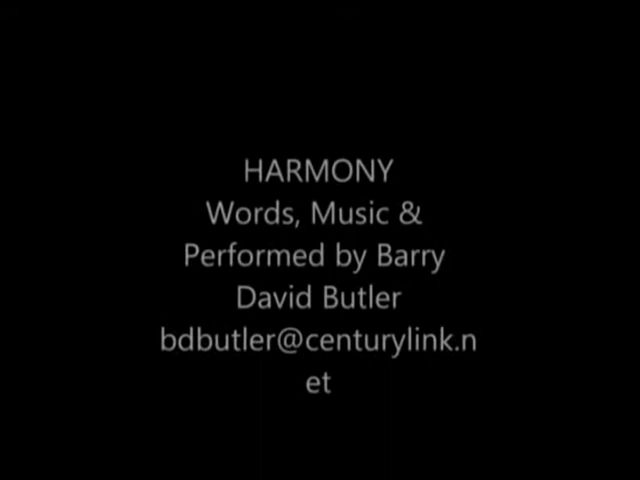 HARMONY
Words, Music &
Performed by Barry
David Butler
bdbutler@centurylink.n
et